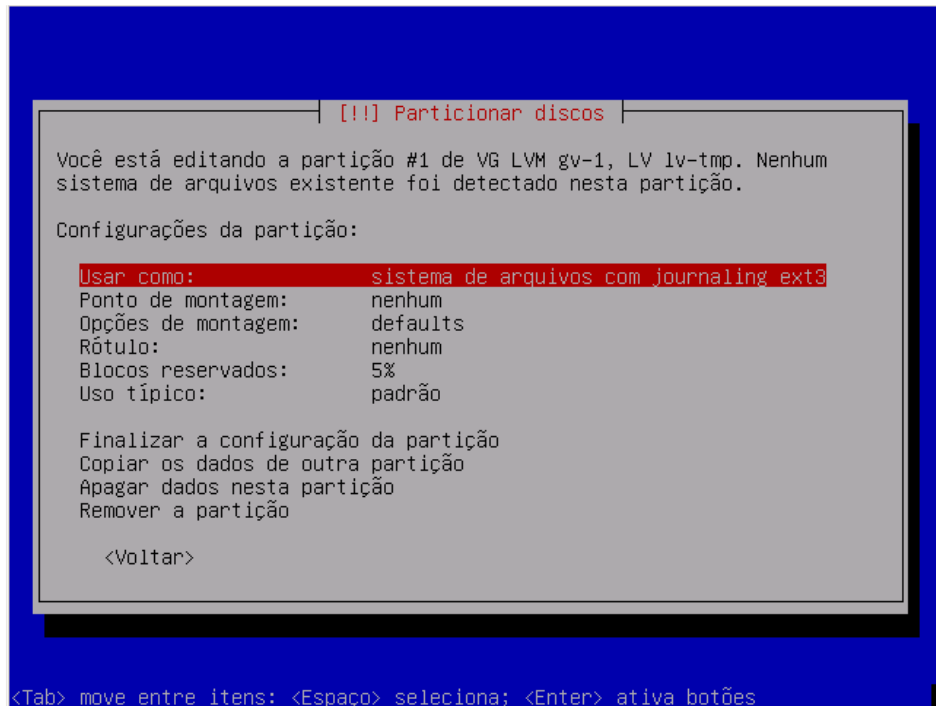 [!!] Particionar discos
Você está editando a partição #1 de VG LVM gv-1, LV lv-tmp. Nenhum
sistema de arquivos existente foi detectado nesta partição.
Configurações da partição:
Usar como: sistema de arquivos com journaling ext3
Ponto de montagem: nenhum
Opções de montagem: defaults
Rótulo: nenhum
Blocos reservados: 5%
Uso típico: padrão
Finalizar a configuração da partição
Copiar os dados de outra partição
Apagar dados nesta partição
Remover a partição
<Voltar>
<Tab> move entre itens; <Espaço> seleciona; <Enter> ativa botões